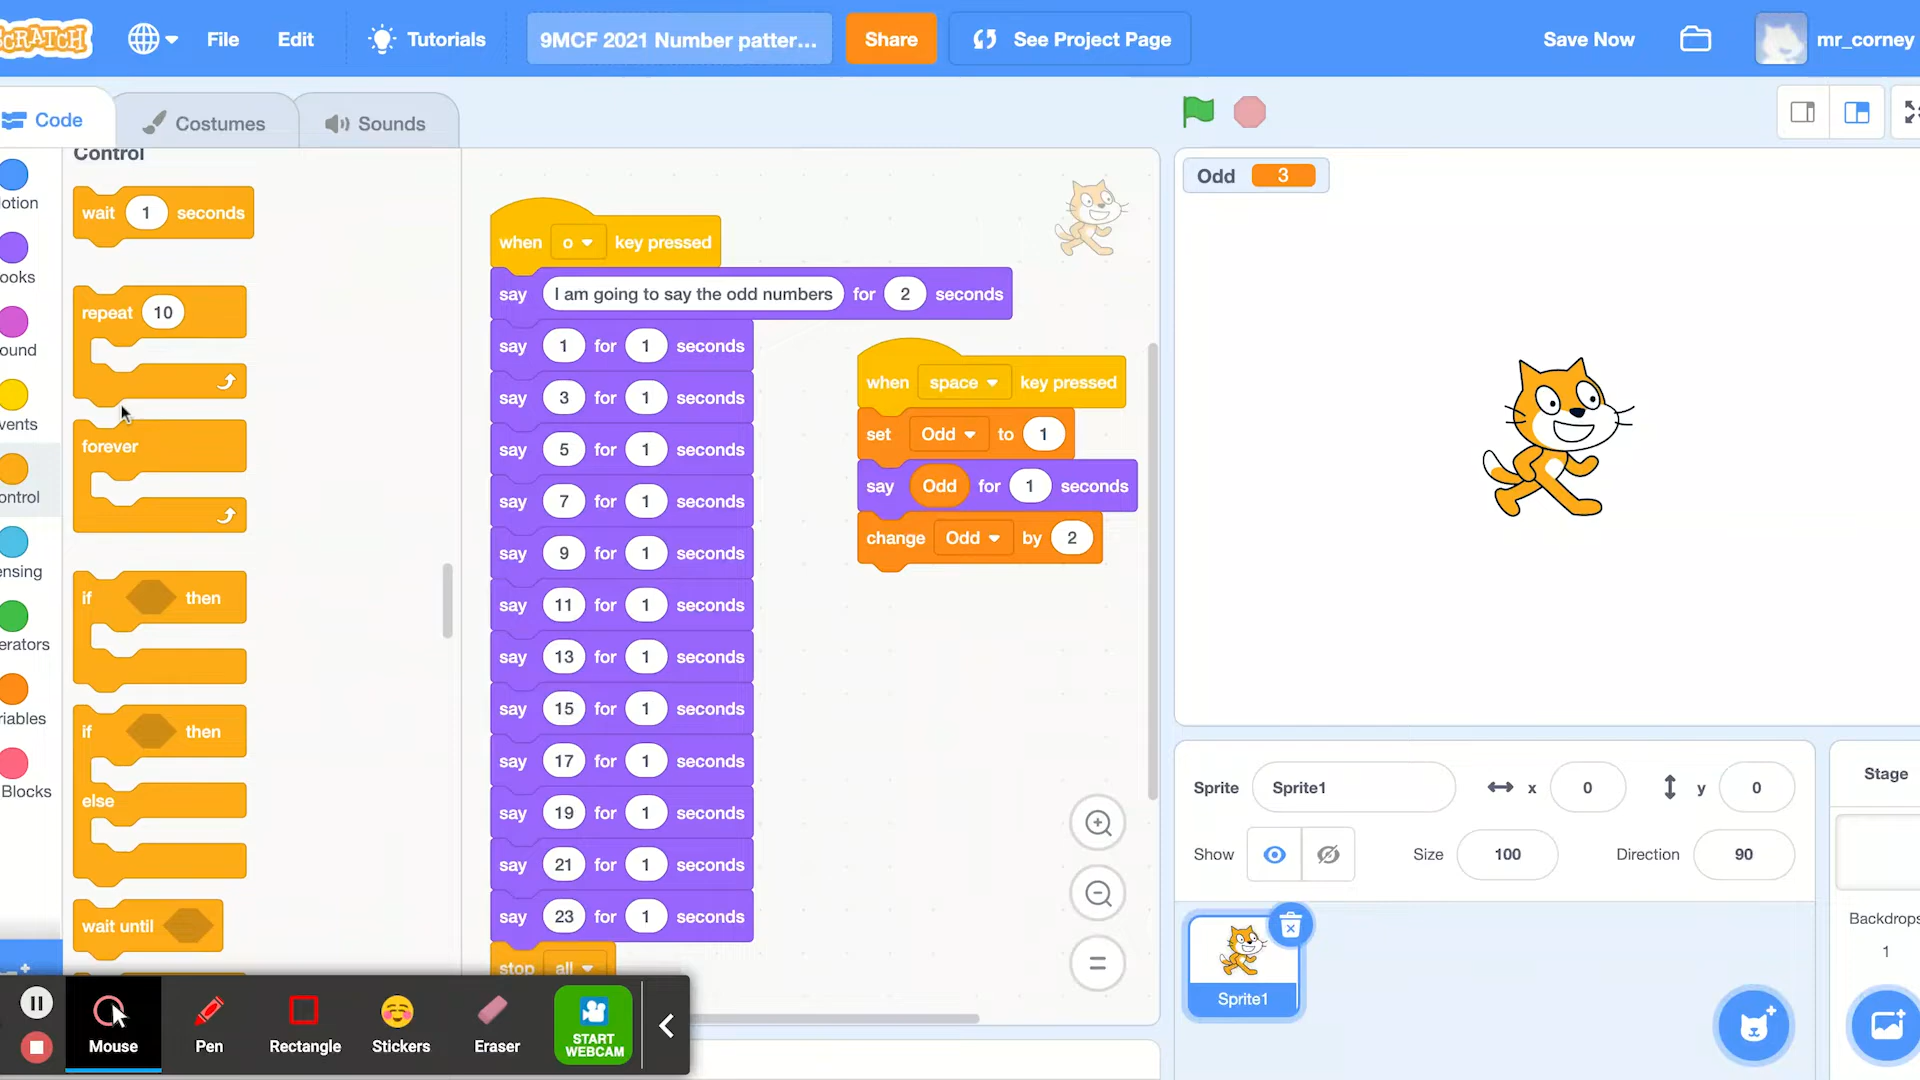 SCRATCH File Edit Tutorials 9MCF 2021 Number patter... Share See Project Page Save Now mr_corney
Code Costumes Sounds
Control
wait 1 seconds
repeat 10
forever
if then
if then
else
wait until
otion
ooks
ound
vents
ontrol
ensing
erators
riables
Blocks
when o key pressed
say I am going to say the odd numbers for 2 seconds
say 1 for 1 seconds
say 3 for 1 seconds
say 5 for 1 seconds
say 7 for 1 seconds
say 9 for 1 seconds
say 11 for 1 seconds
say 13 for 1 seconds
say 15 for 1 seconds
say 17 for 1 seconds
say 19 for 1 seconds
say 21 for 1 seconds
say 23 for 1 seconds
stop all
when space key pressed
set Odd to 1
say Odd for 1 seconds
change Odd by 2
Odd 3
Sprite Sprite1 x 0 y 0
Show Size 100 Direction 90
Sprite1
Stage
Backdrops
1
Mouse Pen Rectangle Stickers Eraser START WEBCAM